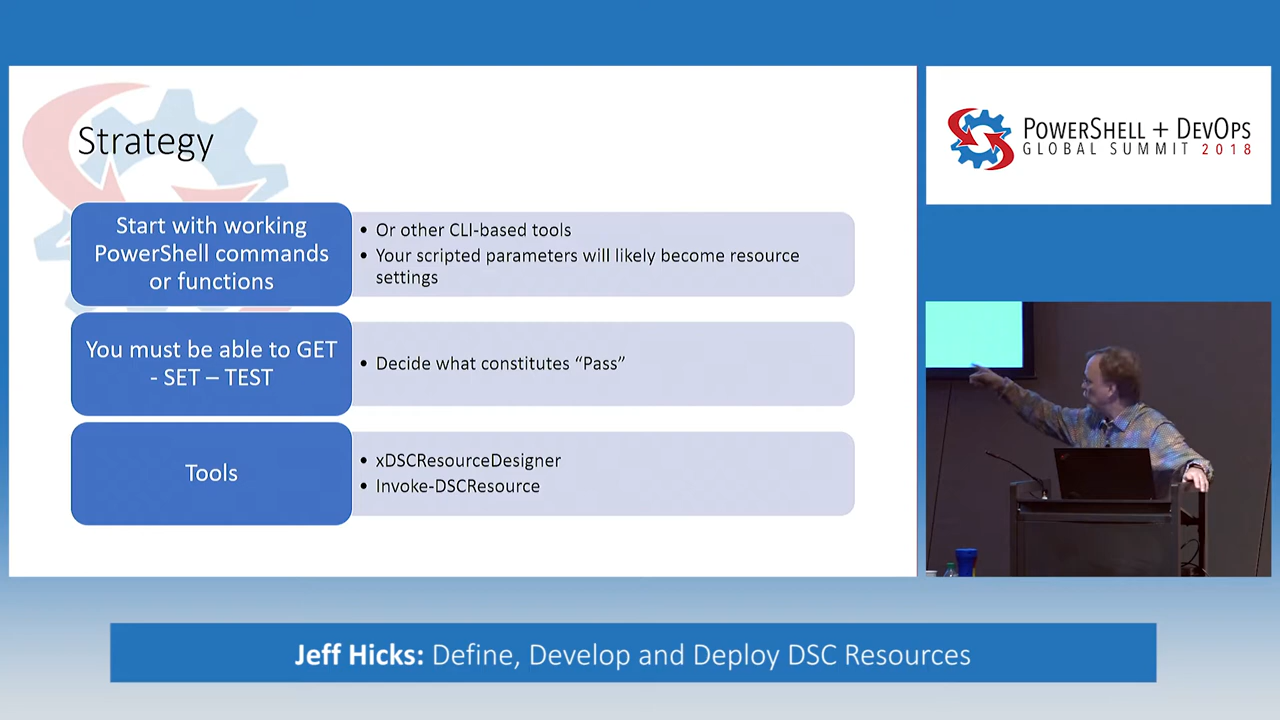 Strategy
Start with working
PowerShell commands
or functions
• Or other CLI-based tools
• Your scripted parameters will likely become resource
settings
You must be able to GET
- SET – TEST
• Decide what constitutes “Pass”
Tools
• xDSCResourceDesigner
• Invoke-DSCResource
POWERSHELL + DEVOPS
GLOBAL SUMMIT 2018
Jeff Hicks: Define, Develop and Deploy DSC Resources